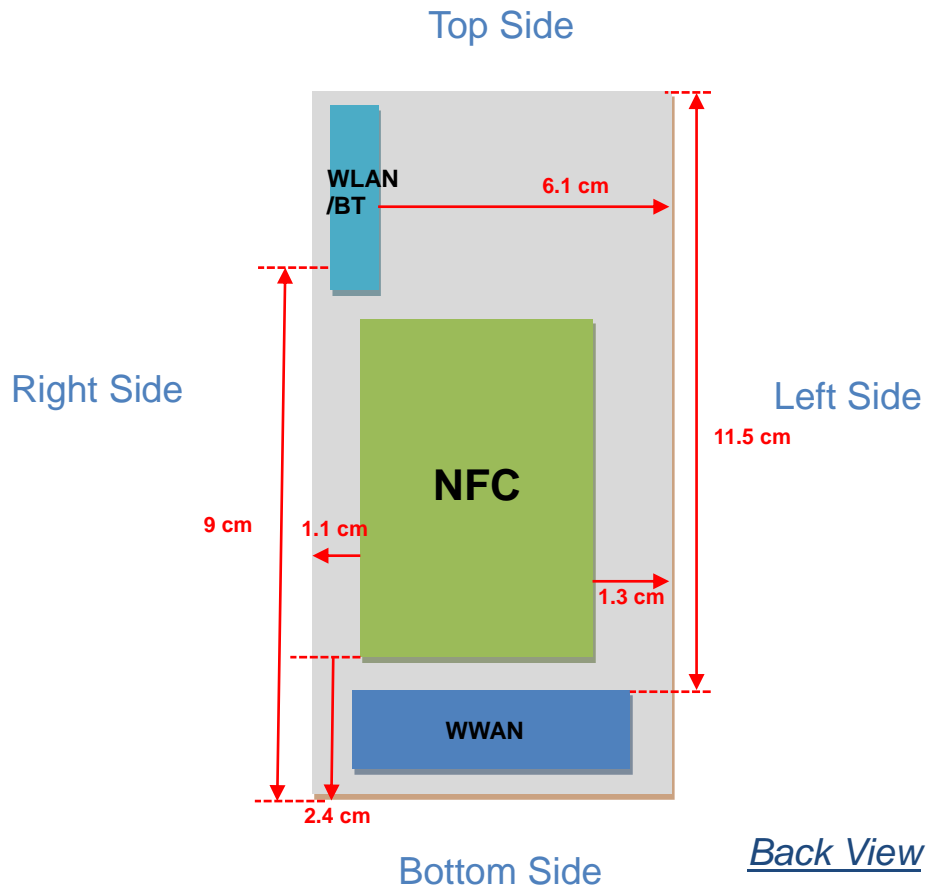 Top Side
WLAN
/BT
6.1 cm
Right Side
Left Side
11.5 cm
NFC
9 cm
1.1 cm
1.3 cm
WWAN
2.4 cm
Back View
Bottom Side